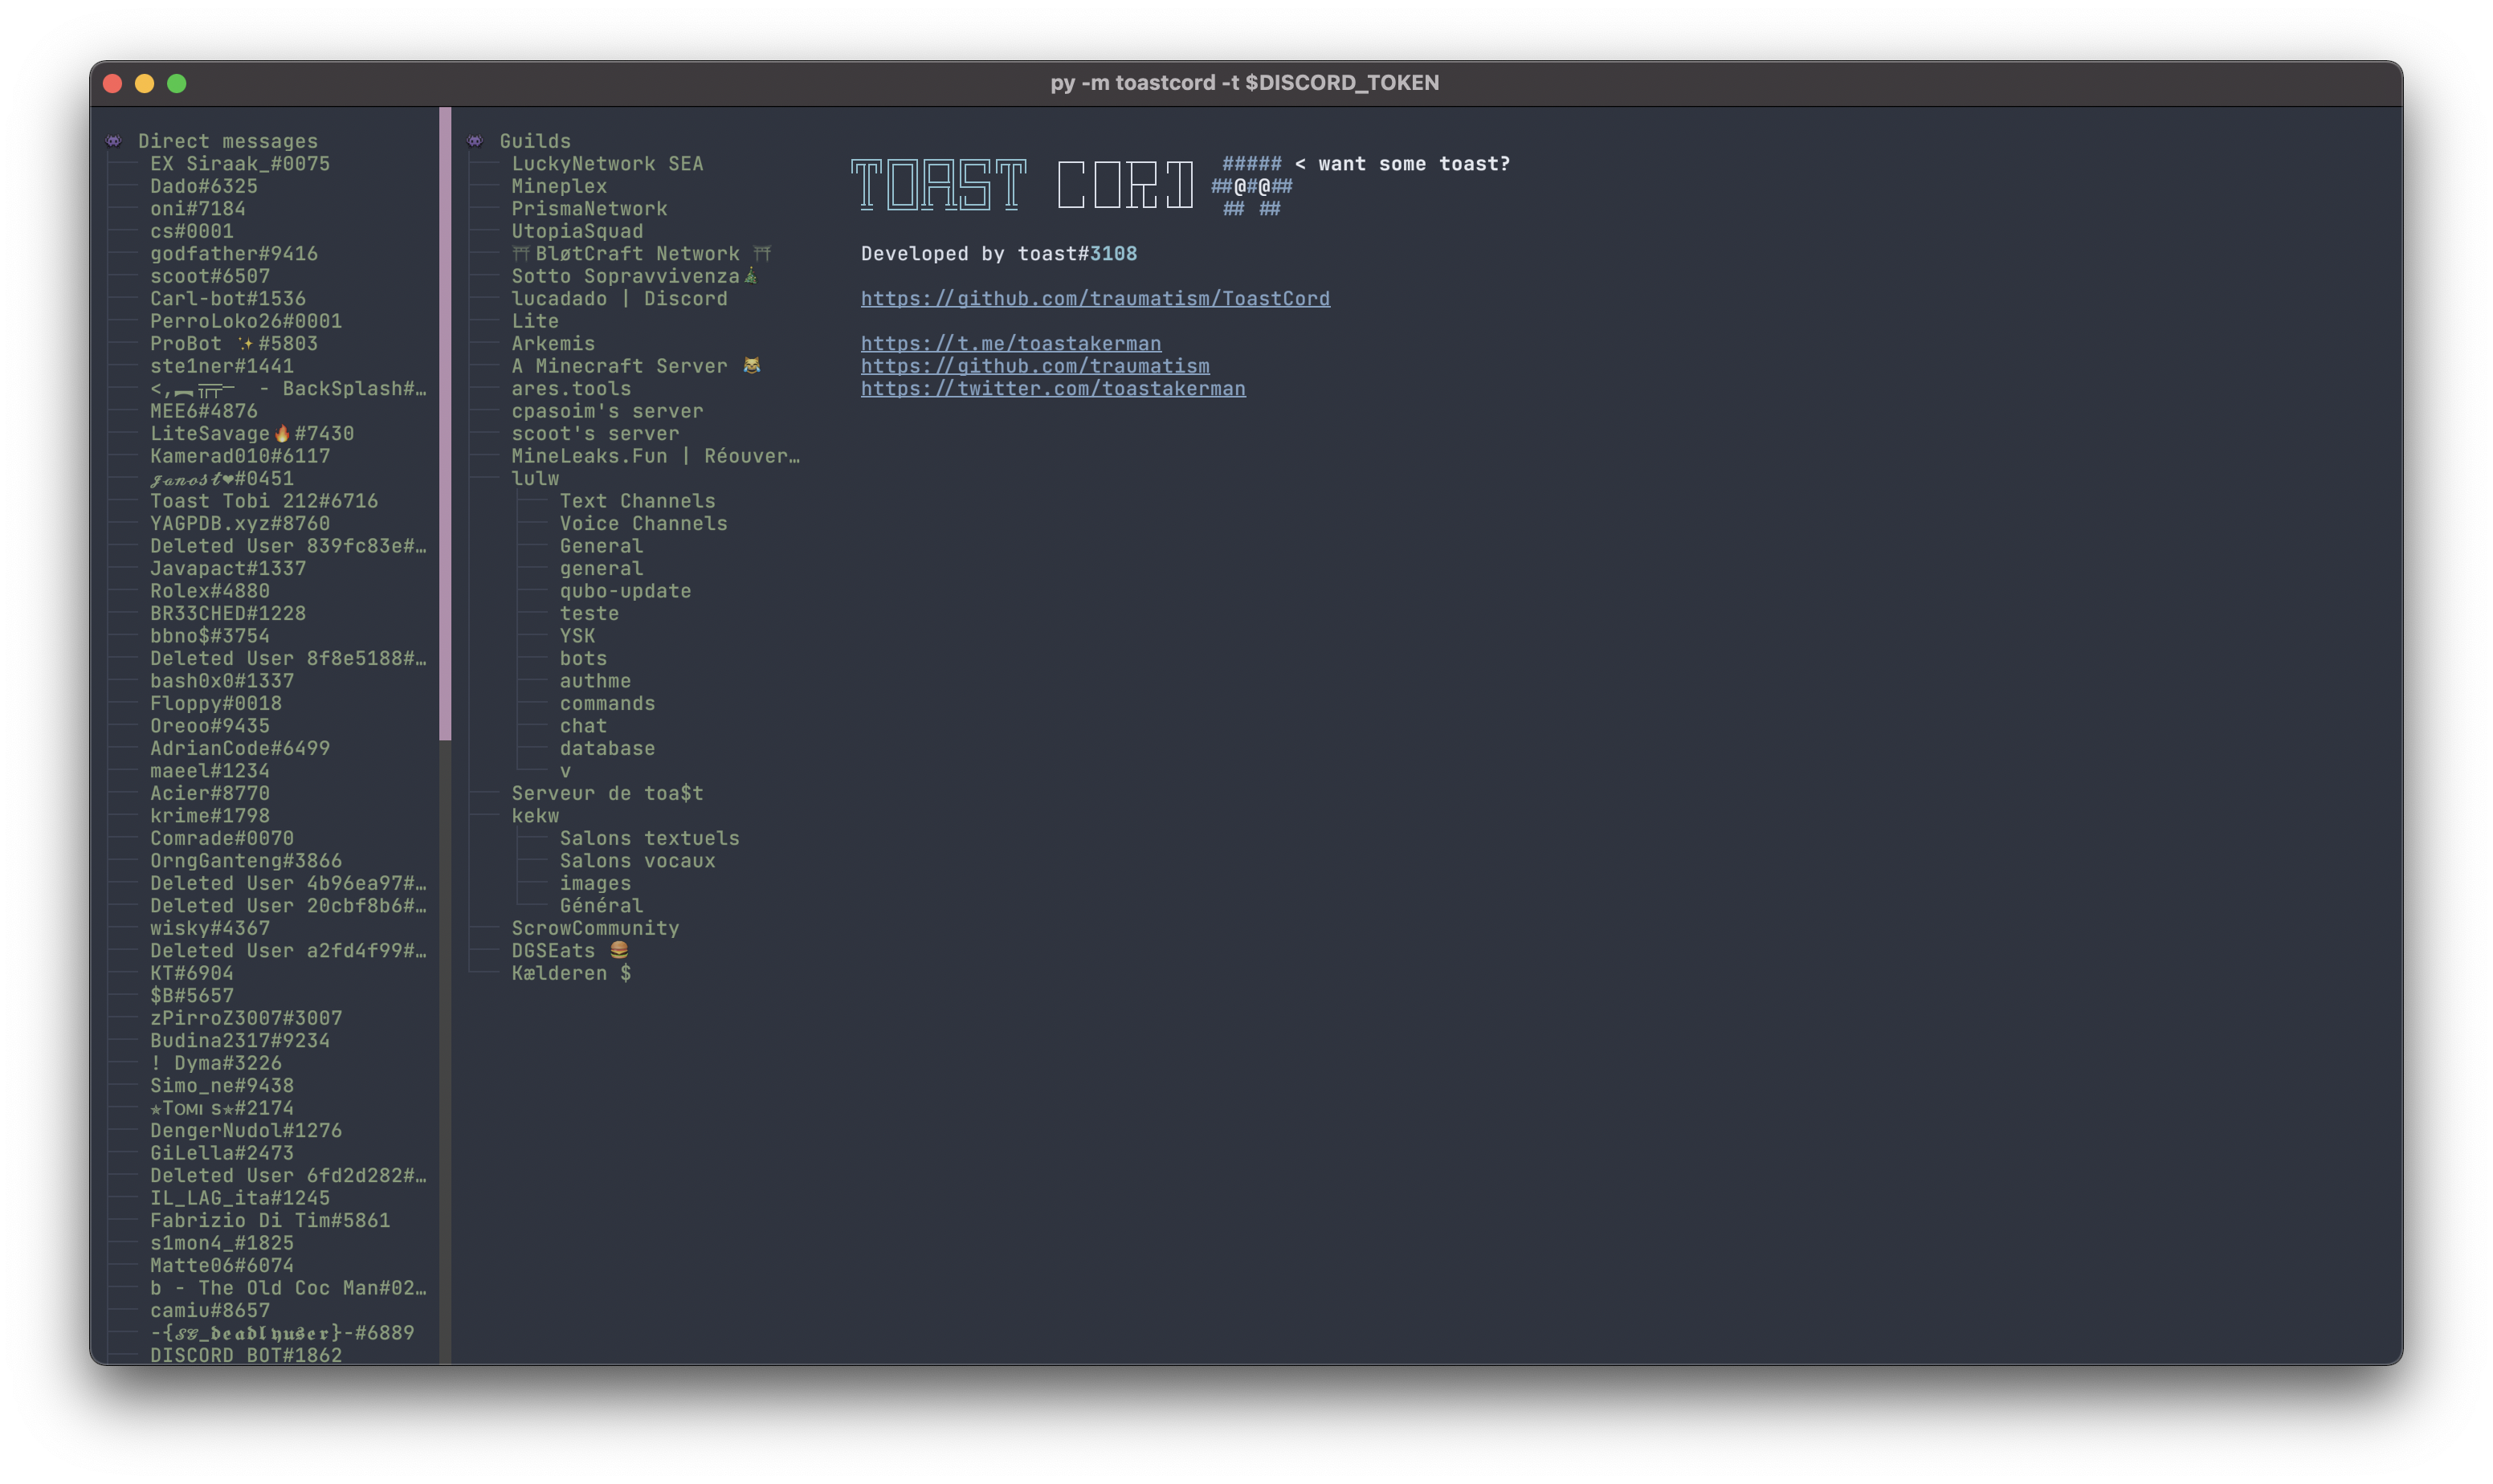 py -m toastcord -t $DISCORD_TOKEN
Direct messages
EX Siraak_#0075
Dado#6325
oni#7184
cs#0001
godfather#9416
scoot#6507
Carl-bot#1536
PerroLoko26#0001
ProBot ✨#5803
ste1ner#1441
- BackSplash#…
MEE6#4876
LiteSavage🔥#7430
Kamerad010#6117
𝓳𝓪𝓷𝓸𝓼𝓽❤#0451
Toast Tobi 212#6716
YAGPDB.xyz#8760
Deleted User 839fc83e#…
Javapact#1337
Rolex#4880
BR33CHED#1228
bbno$#3754
Deleted User 8f8e5188#…
bash0x0#1337
Floppy#0018
Oreoo#9435
AdrianCode#6499
maeel#1234
Acier#8770
krime#1798
Comrade#0070
OrngGanteng#3866
Deleted User 4b96ea97#…
Deleted User 20cbf8b6#…
wisky#4367
Deleted User a2fd4f99#…
KT#6904
$B#5657
zPirroZ3007#3007
Budina2317#9234
! Dyma#3226
Simo_ne#9438
✯Tᴏᴍɪ s✯#2174
DengerNudol#1276
GiLella#2473
Deleted User 6fd2d282#…
IL_LAG_ita#1245
Fabrizio Di Tim#5861
s1mon4_#1825
Matte06#6074
b - The Old Coc Man#02…
camiu#8657
-{𝓢𝓖_𝖉𝖊𝖆𝖉𝖑𝖞𝖚𝖘𝖊𝖗}-#6889
DISCORD BOT#1862
Guilds
LuckyNetwork SEA
Mineplex
PrismaNetwork
UtopiaSquad
⛩BløtCraft Network ⛩
Sotto Sopravvivenza🎄
lucadado | Discord
Lite
Arkemis
A Minecraft Server 😹
ares.tools
cpasoim's server
scoot's server
MineLeaks.Fun | Réouver…
lulw
Text Channels
Voice Channels
General
general
qubo-update
teste
YSK
bots
authme
commands
chat
database
v
Serveur de toa$t
kekw
Salons textuels
Salons vocaux
images
Général
ScrowCommunity
DGSEats 🍔
Kælderen $
TOAST CORD
##### < want some toast?
##@#@##
## ##
Developed by toast#3108
https://github.com/traumatism/ToastCord
https://t.me/toastakerman
https://github.com/traumatism
https://twitter.com/toastakerman